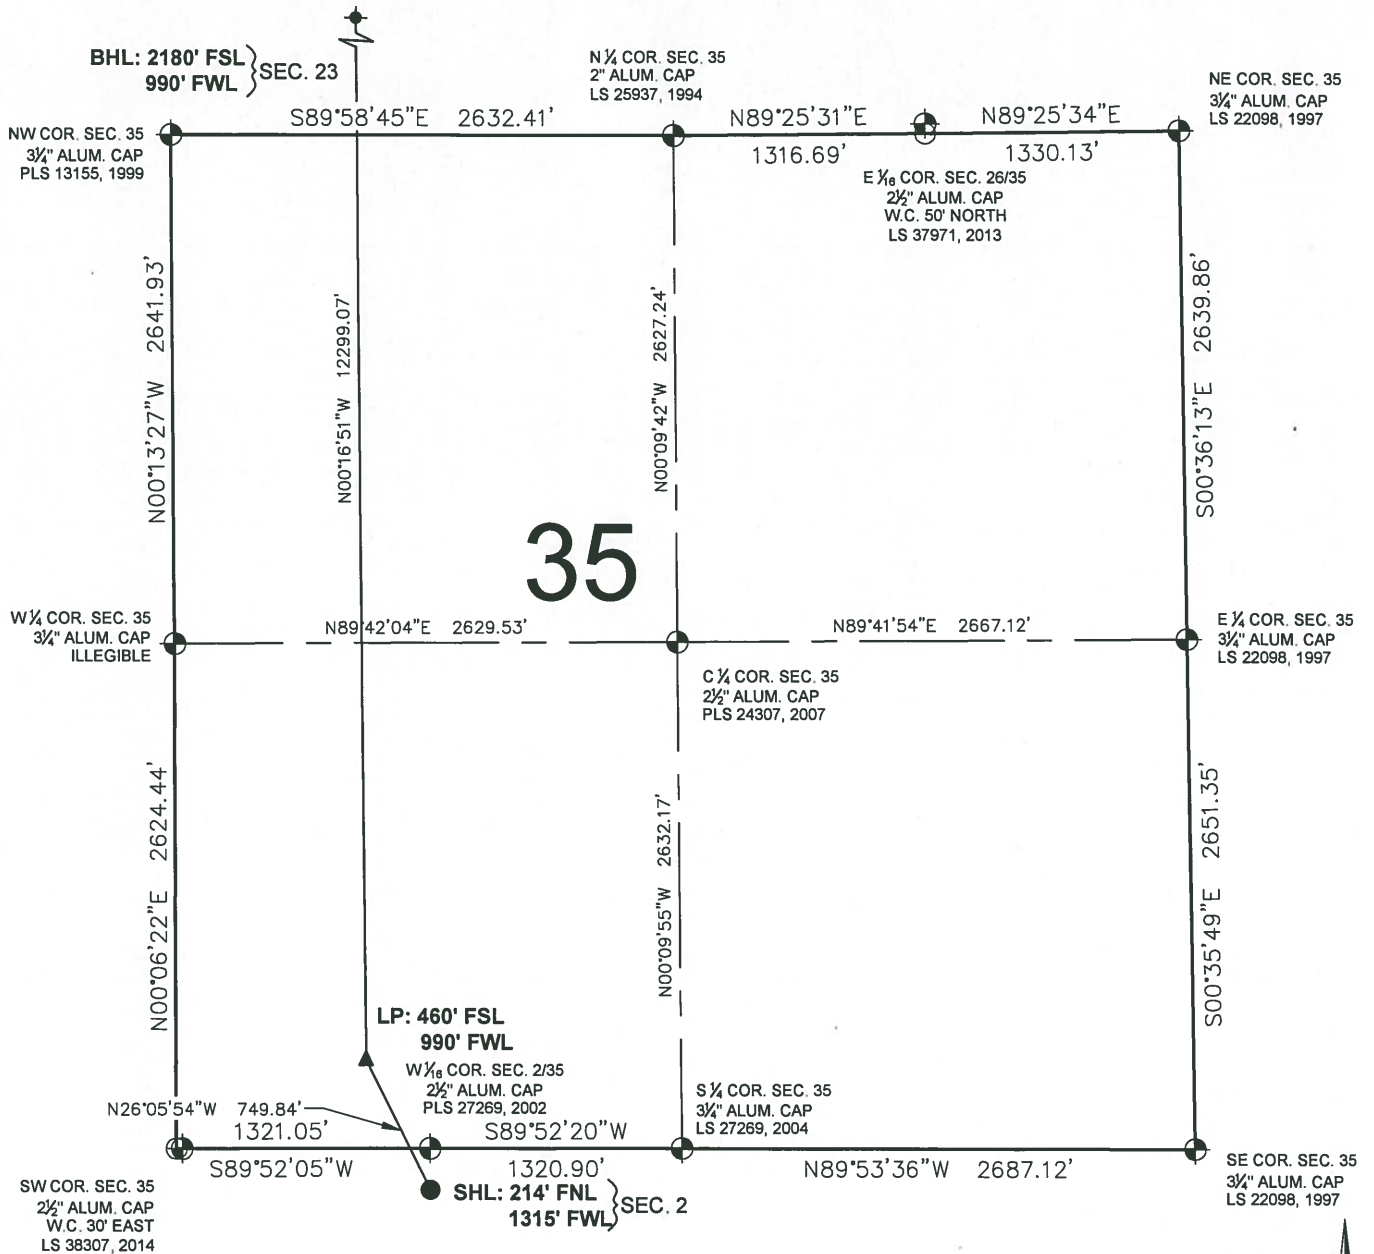 BHL: 2180' FSL
990' FWL
SEC. 23
N ¼ COR. SEC. 35
2" ALUM. CAP
LS 25937, 1994
NE COR. SEC. 35
3¼" ALUM. CAP
LS 22098, 1997
S89°58'45"E 2632.41'
N89°25'31"E
1316.69'
N89°25'34"E
1330.13'
NW COR. SEC. 35
3¼" ALUM. CAP
PLS 13155, 1999
E 1⁄16 COR. SEC. 26/35
2½" ALUM. CAP
W.C. 50' NORTH
LS 37971, 2013
N00°13'27"W 2641.93'
N00°16'51"W 12299.07'
N00°09'42"W 2627.24'
S00°36'13"E 2639.86'
35
W ¼ COR. SEC. 35
3¼" ALUM. CAP
ILLEGIBLE
N89°42'04"E 2629.53'
N89°41'54"E 2667.12'
E ¼ COR. SEC. 35
3¼" ALUM. CAP
LS 22098, 1997
C ¼ COR. SEC. 35
2½" ALUM. CAP
PLS 24307, 2007
N00°06'22"E 2624.44'
N00°09'55"W 2632.17'
S00°35'49"E 2651.35'
LP: 460' FSL
990' FWL
W 1⁄16 COR. SEC. 2/35
2½" ALUM. CAP
PLS 27269, 2002
S ¼ COR. SEC. 35
3¼" ALUM. CAP
LS 27269, 2004
N26°05'54"W 749.84'
1321.05'
S89°52'05"W
S89°52'20"W
1320.90'
N89°53'36"W 2687.12'
SW COR. SEC. 35
2½" ALUM. CAP
W.C. 30' EAST
LS 38307, 2014
SHL: 214' FNL
1315' FWL
SEC. 2
SE COR. SEC. 35
3¼" ALUM. CAP
LS 22098, 1997